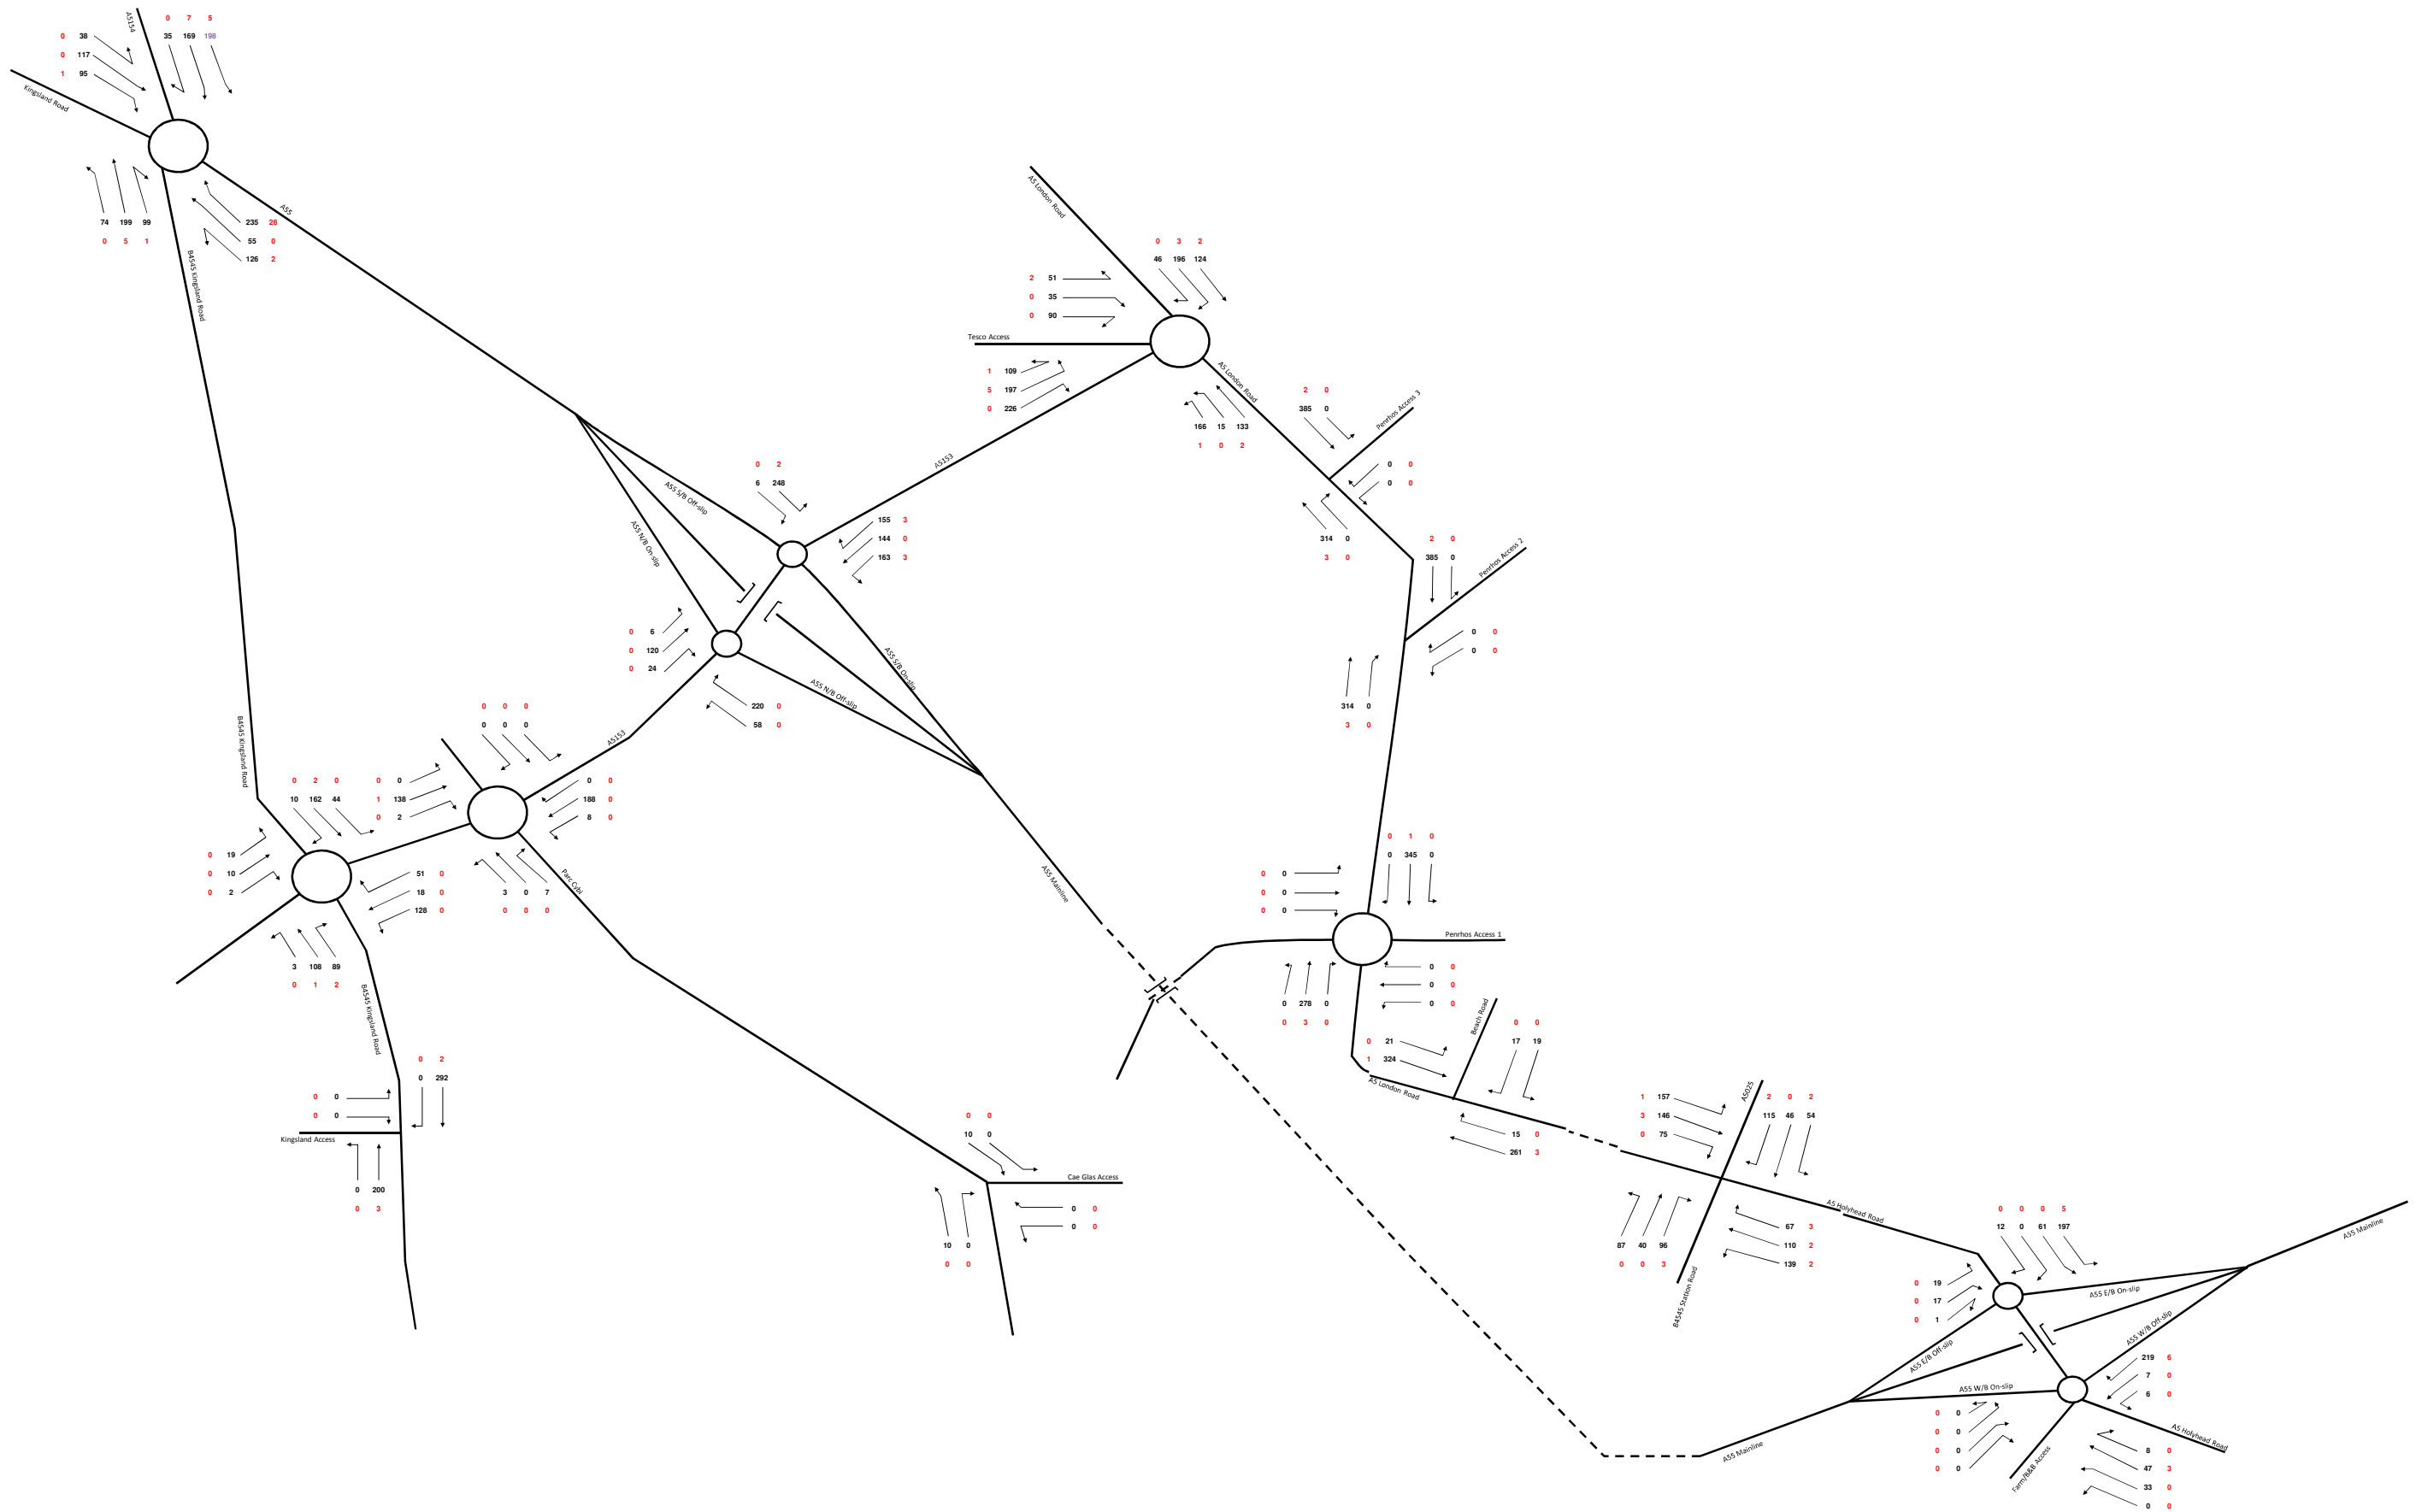 A5154
0 7 5
0 38
35 169 198
0 117
1 95
Kingsland Road
74 199 99
0 5 1
235 28
55 0
126 2
A55
B4545 Kingsland Road
A5 London Road
0 3 2
46 196 124
2 51
0 35
0 90
Tesco Access
1 109
5 197
0 226
A5 London Road
166 15 133
1 0 2
2 0
385 0
Penrhos Access 3
0 0
0 0
314 0
3 0
A5153
0 2
6 248
A55 S/B Off-slip
A55 N/B On-slip
155 3
144 0
163 3
2 0
385 0
Penrhos Access 2
0 0
0 0
314 0
3 0
0 6
0 120
0 24
A55 S/B On-slip
A55 N/B Off-slip
220 0
58 0
0 0 0
0 0 0
A5153
B4545 Kingsland Road
0 2 0
10 162 44
0 0
1 138
0 2
0 0
188 0
8 0
0 19
0 10
0 2
51 0
18 0
128 0
3 0 7
0 0 0
Parc Cybi
A55 Mainline
3 108 89
0 1 2
B4545 Kingsland Road
0 1 0
0 345 0
0 0
0 0
0 0
Penrhos Access 1
0 0
0 0
0 0
0 278 0
0 3 0
Beach Road
0 0
17 19
0 21
1 324
A5 London Road
15 0
261 3
0 2
0 292
0 0
0 0
Kingsland Access
0 200
0 3
0 0
10 0
Cae Glas Access
0 0
0 0
10 0
0 0
A5025
1 157
3 146
0 75
2 0 2
115 46 54
A5 Holyhead Road
67 3
110 2
139 2
87 40 96
0 0 3
B4545 Station Road
0 0 0 5
12 0 61 197
A55 Mainline
0 19
0 17
0 1
A55 E/B On-slip
A55 E/B Off-slip
A55 W/B Off-slip
A55 W/B On-slip
219 6
7 0
6 0
0 0
0 0
0 0
0 0
A5 Holyhead Road
Farm/B&B Access
8 0
47 3
33 0
0 0
A55 Mainline